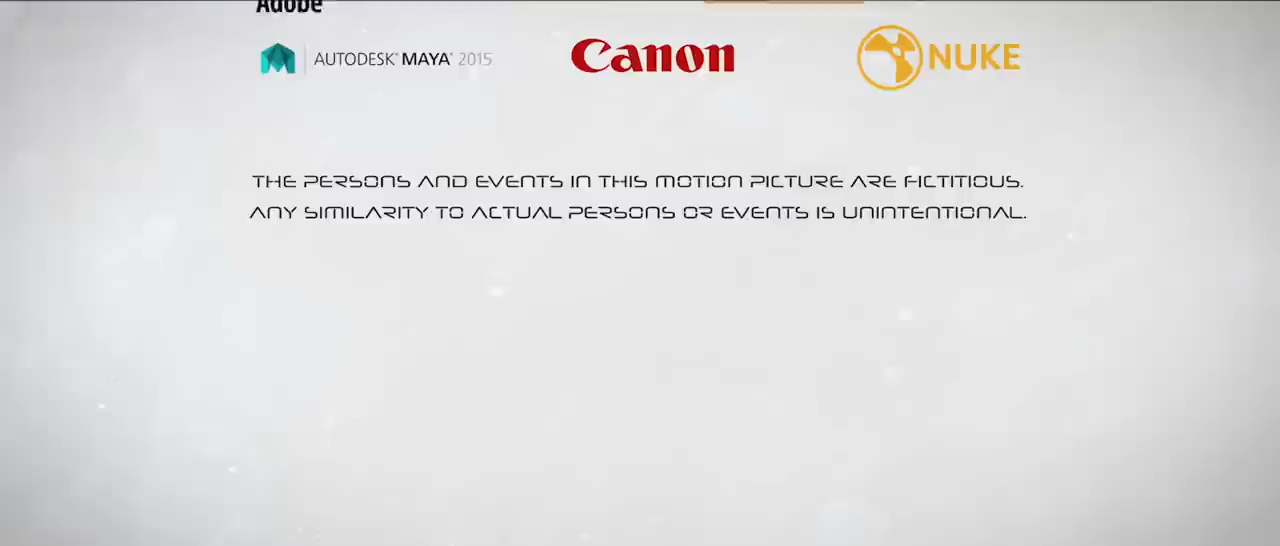 Adobe
AUTODESK® MAYA® 2015
Canon
NUKE
THE PERSONS AND EVENTS IN THIS MOTION PICTURE ARE FICTITIOUS.
ANY SIMILARITY TO ACTUAL PERSONS OR EVENTS IS UNINTENTIONAL.